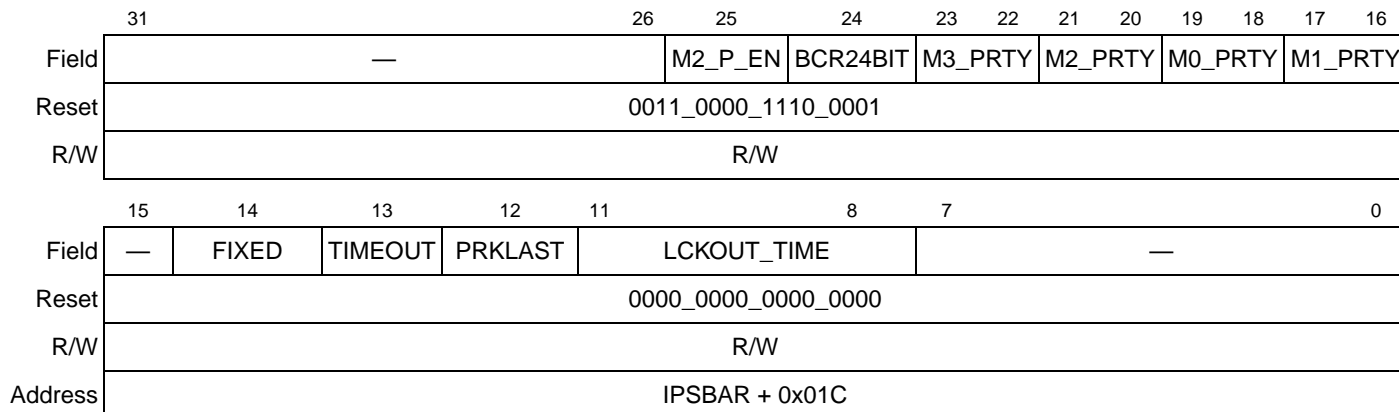 31 26 25 24 23 22 21 20 19 18 17 16
Field — M2_P_EN BCR24BIT M3_PRTY M2_PRTY M0_PRTY M1_PRTY
Reset 0011_0000_1110_0001
R/W R/W
15 14 13 12 11 8 7 0
Field — FIXED TIMEOUT PRKLAST LCKOUT_TIME —
Reset 0000_0000_0000_0000
R/W R/W
Address IPSBAR + 0x01C